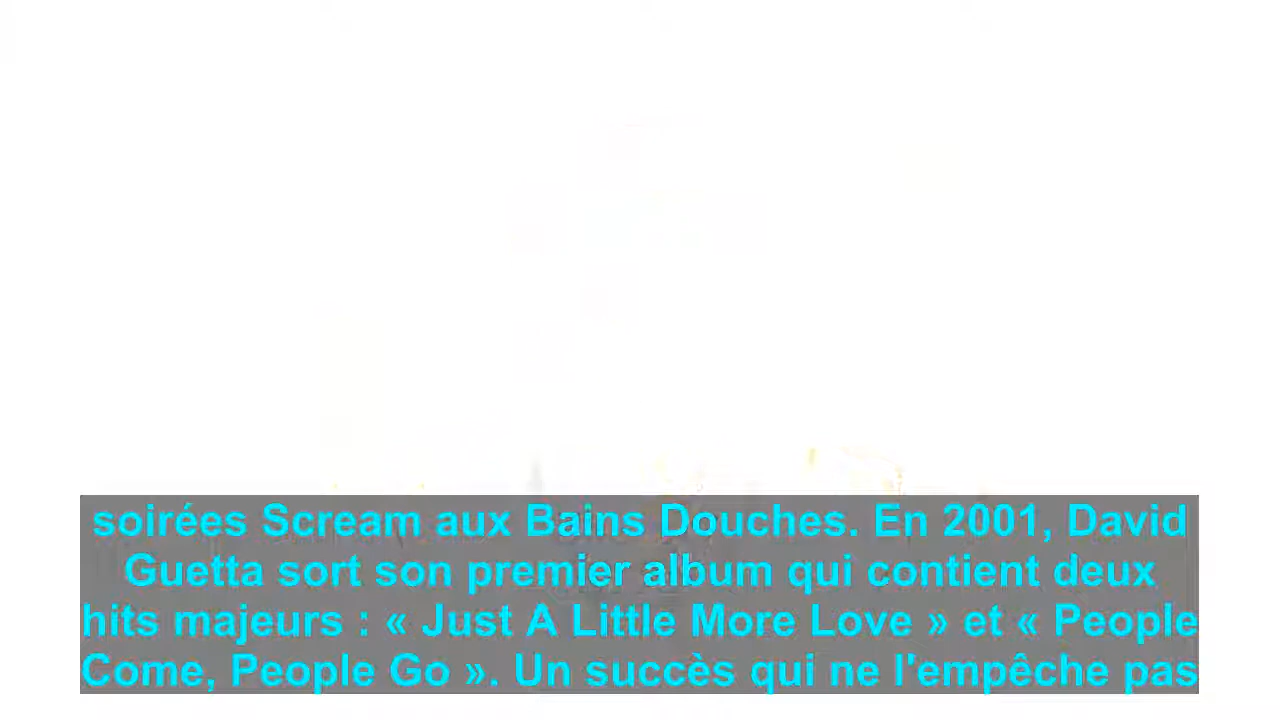 soirées Scream aux Bains Douches. En 2001, David
Guetta sort son premier album qui contient deux
hits majeurs : « Just A Little More Love » et « People
Come, People Go ». Un succès qui ne l'empêche pas